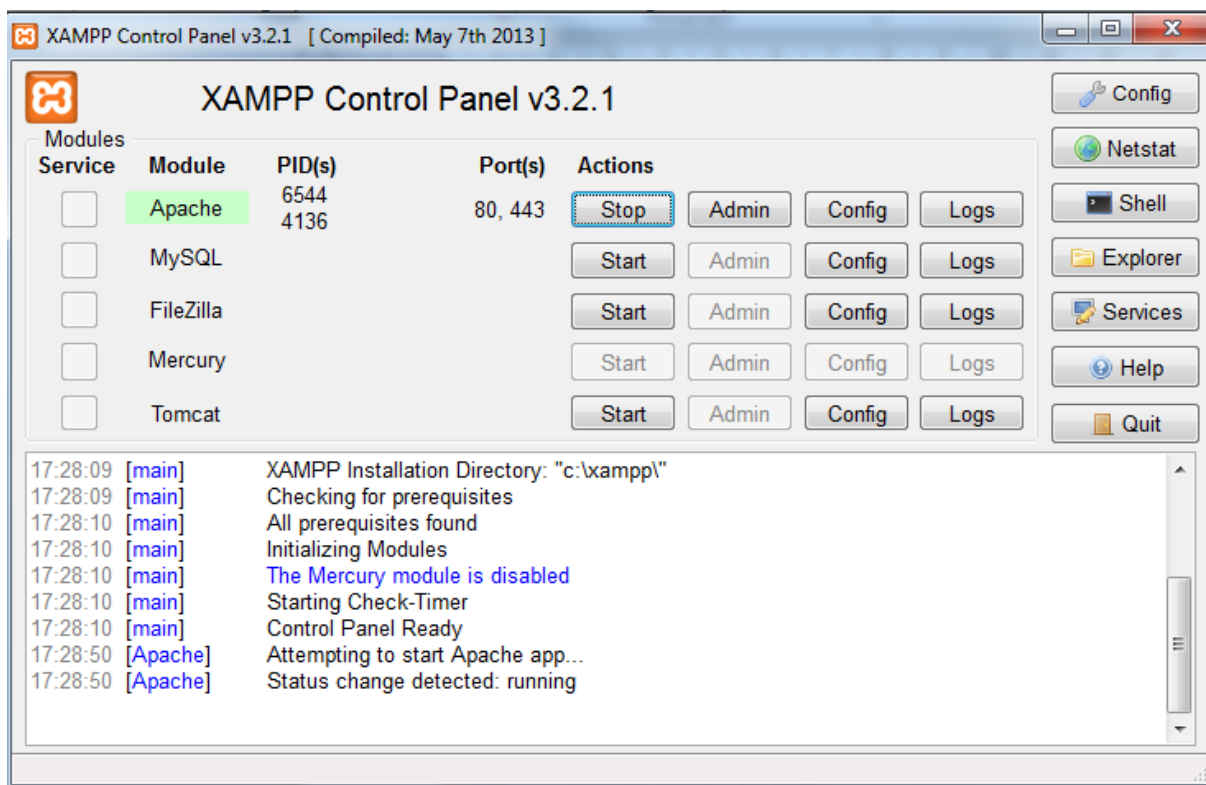 XAMPP Control Panel v3.2.1 [ Compiled: May 7th 2013 ]
XAMPP Control Panel v3.2.1
Config
Modules
Service Module PID(s) Port(s) Actions
Netstat
Apache 6544 4136 80, 443 Stop Admin Config Logs
Shell
MySQL Start Admin Config Logs
Explorer
FileZilla Start Admin Config Logs
Services
Mercury Start Admin Config Logs
Help
Tomcat Start Admin Config Logs
Quit
17:28:09 [main] XAMPP Installation Directory: "c:\xampp\"
17:28:09 [main] Checking for prerequisites
17:28:10 [main] All prerequisites found
17:28:10 [main] Initializing Modules
17:28:10 [main] The Mercury module is disabled
17:28:10 [main] Starting Check-Timer
17:28:10 [main] Control Panel Ready
17:28:50 [Apache] Attempting to start Apache app...
17:28:50 [Apache] Status change detected: running